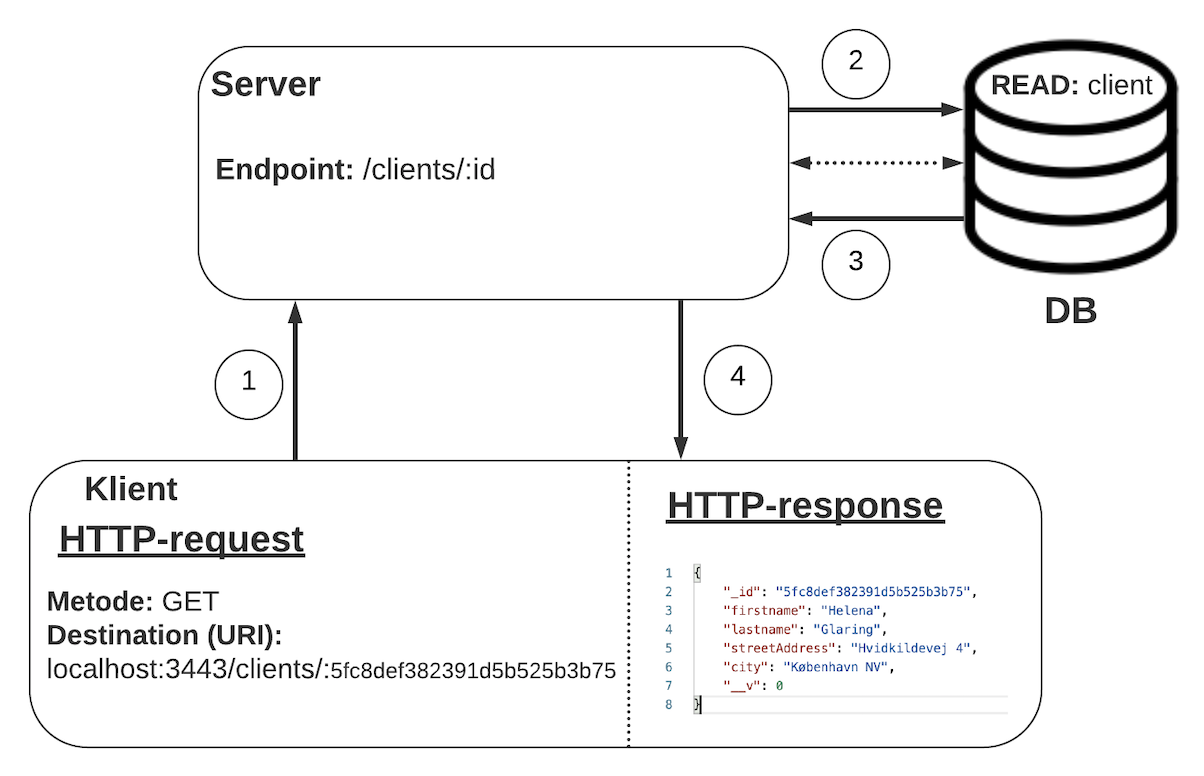 Server
Endpoint: /clients/:id
2
READ: client
3
DB
1
4
Klient
HTTP-request
Metode: GET
Destination (URI):
localhost:3443/clients/:5fc8def382391d5b525b3b75
HTTP-response
1 {
2 "_id": "5fc8def382391d5b525b3b75",
3 "firstname": "Helena",
4 "lastname": "Glaring",
5 "streetAddress": "Hvidkildevej 4",
6 "city": "København NV",
7 "__v": 0
8 }